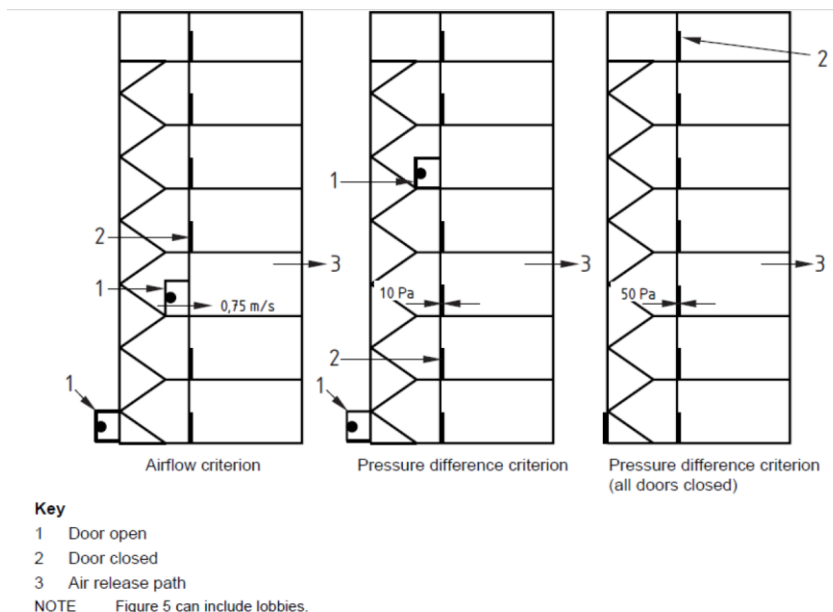 2
1
2
3
3
3
1
0,75 m/s
10 Pa
50 Pa
2
1
1
Airflow criterion
Pressure difference criterion
Pressure difference criterion
(all doors closed)
Key
1 Door open
2 Door closed
3 Air release path
NOTE Figure 5 can include lobbies.